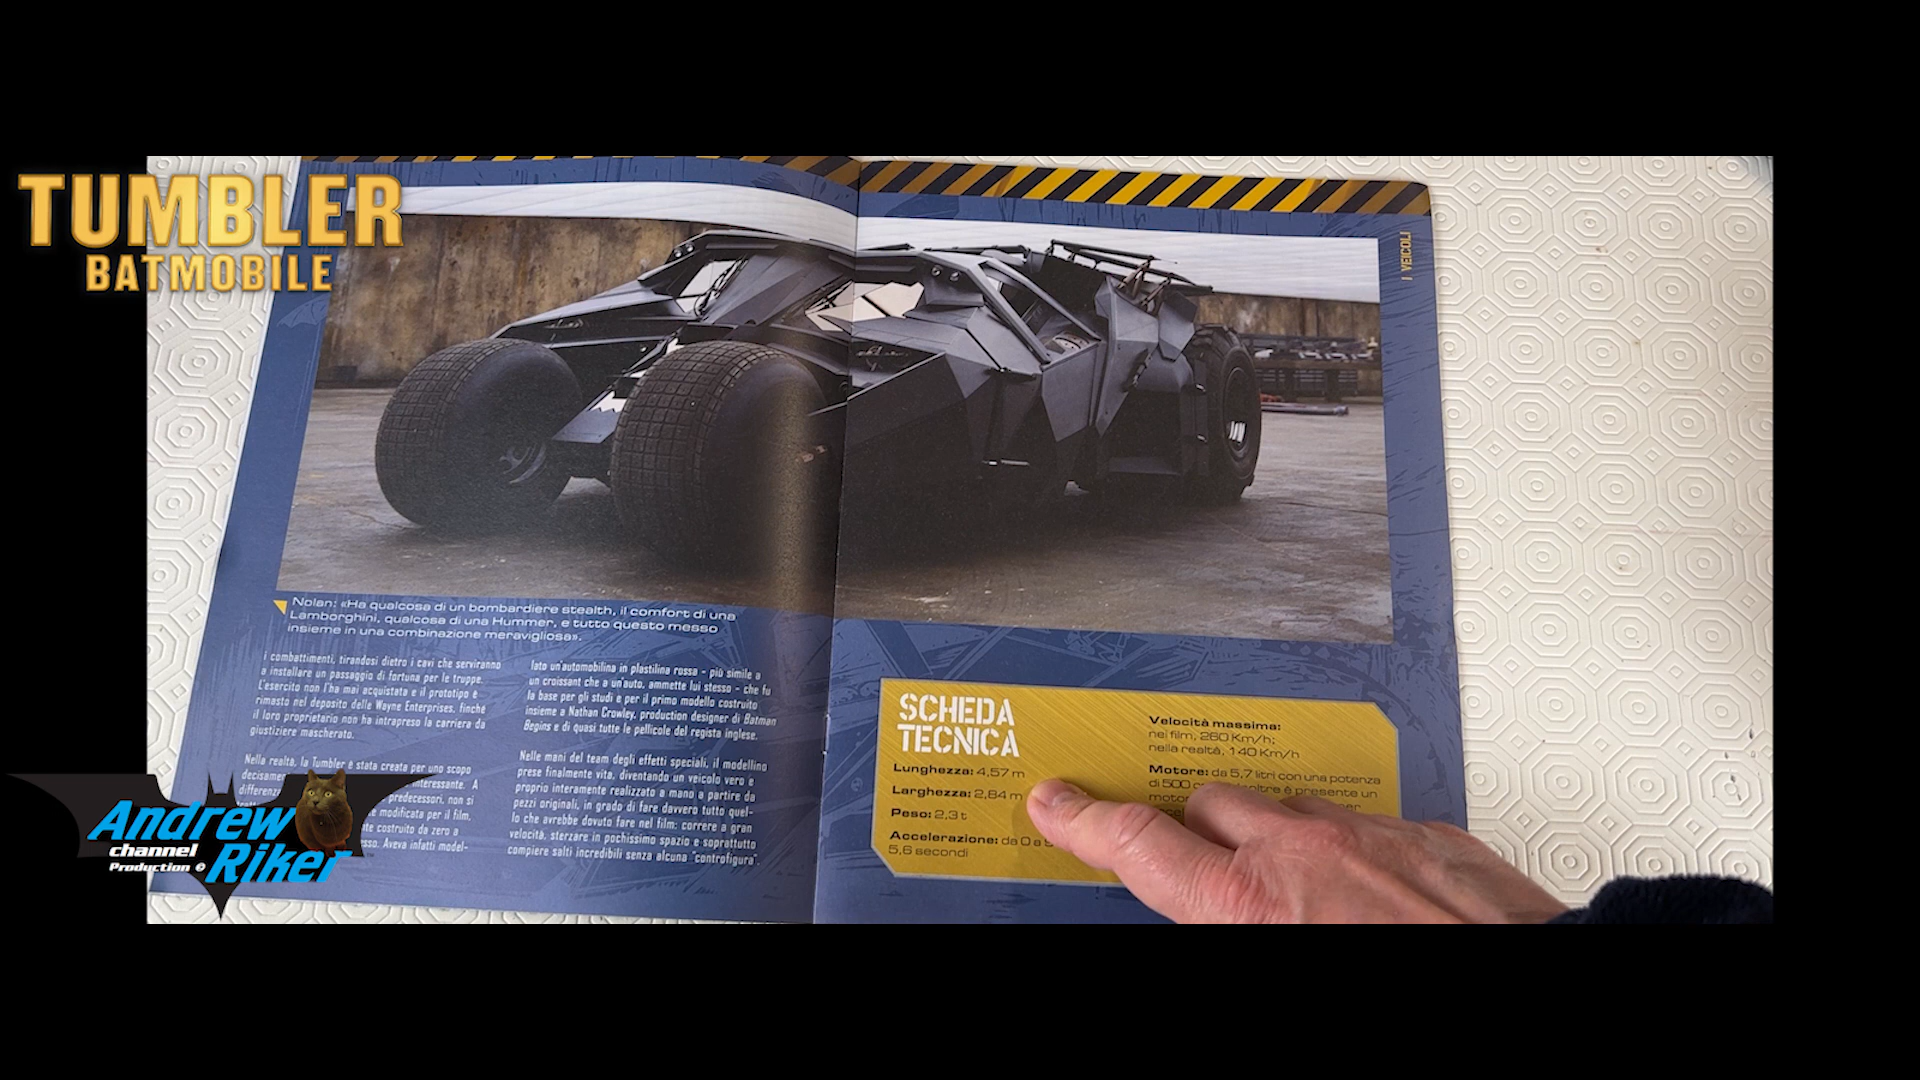 TUMBLER
BATMOBILE
I VEICOLI
Nolan: «Ha qualcosa di un bombardiere stealth, il comfort di una
Lamborghini, qualcosa di una Hummer, e tutto questo messo
insieme in una combinazione meravigliosa».
i combattimenti, tirandosi dietro i cavi che serviranno
a installare un passaggio di fortuna per le truppe.
L'esercito non l'ha mai acquistata e il prototipo è
rimasto nel deposito delle Wayne Enterprises, finché
il loro proprietario non ha intrapreso la carriera da
giustiziere mascherato.
Nella realtà, la Tumbler è stata creata per uno scopo
interessante. A
predecessori, non si
modificata per il film,
costruito da zero a
Aveva infatti model-
lato un'automobilina in plastilina rossa - più simile a
un croissant che a un'auto, ammette lui stesso - che fu
la base per gli studi e per il primo modello costruito
insieme a Nathan Crowley, production designer di Batman
Begins e di quasi tutte le pellicole del regista inglese.
Nelle mani del team degli effetti speciali, il modellino
prese finalmente vita, diventando un veicolo vero e
proprio interamente realizzato a mano a partire da
pezzi originali, in grado di fare davvero tutto quel-
lo che avrebbe dovuto fare nel film: correre a gran
velocità, sterzare in pochissimo spazio e soprattutto
compiere salti incredibili senza alcuna "controfigura".
SCHEDA
TECNICA
Lunghezza: 4,57 m
Larghezza: 2,84 m
Peso: 2,3 t
Accelerazione: da 0 a
5,6 secondi
Velocità massima:
nei film, 260 Km/h;
nella realtà, 140 Km/h
Motore: da 5,7 litri con una potenza
di 500 è presente un
Andrew
channel
Riker
Production ©